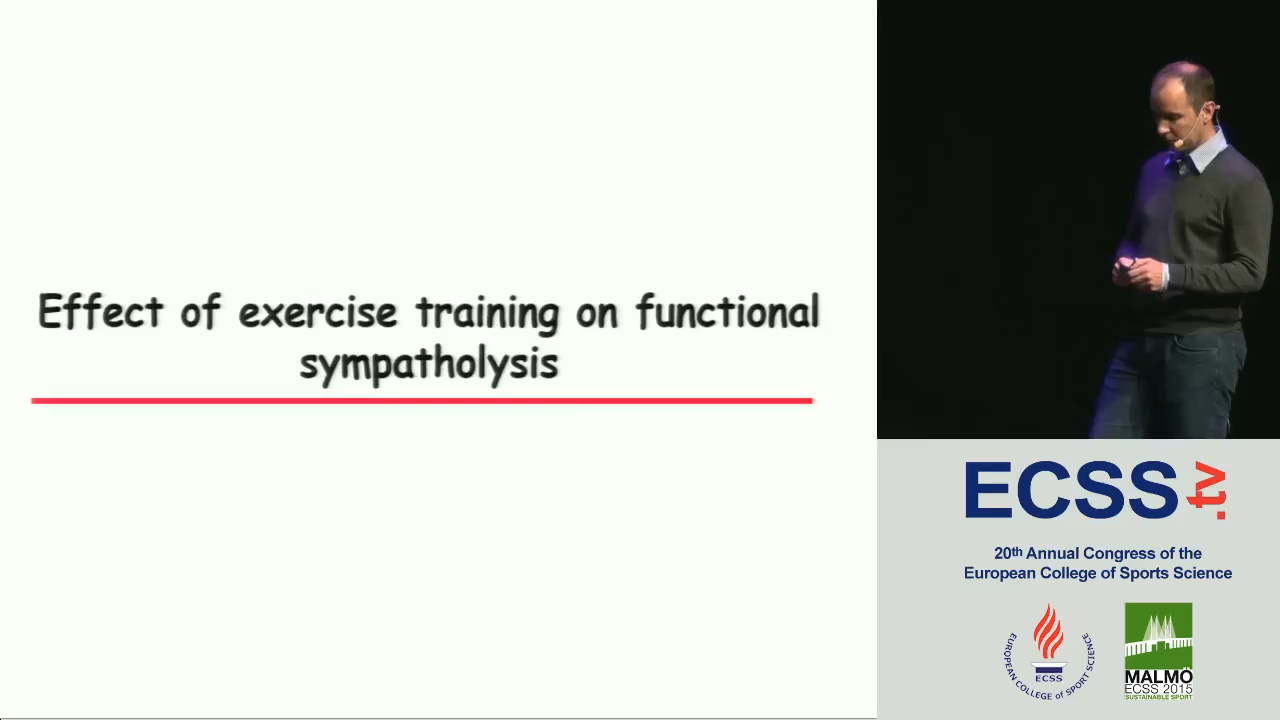 Effect of exercise training on functional
sympatholysis
ECSS.tv
20th Annual Congress of the
European College of Sports Science
EUROPEAN COLLEGE of SPORT SCIENCE
ECSS
MALMÖ
ECSS 2015
SUSTAINABLE SPORT